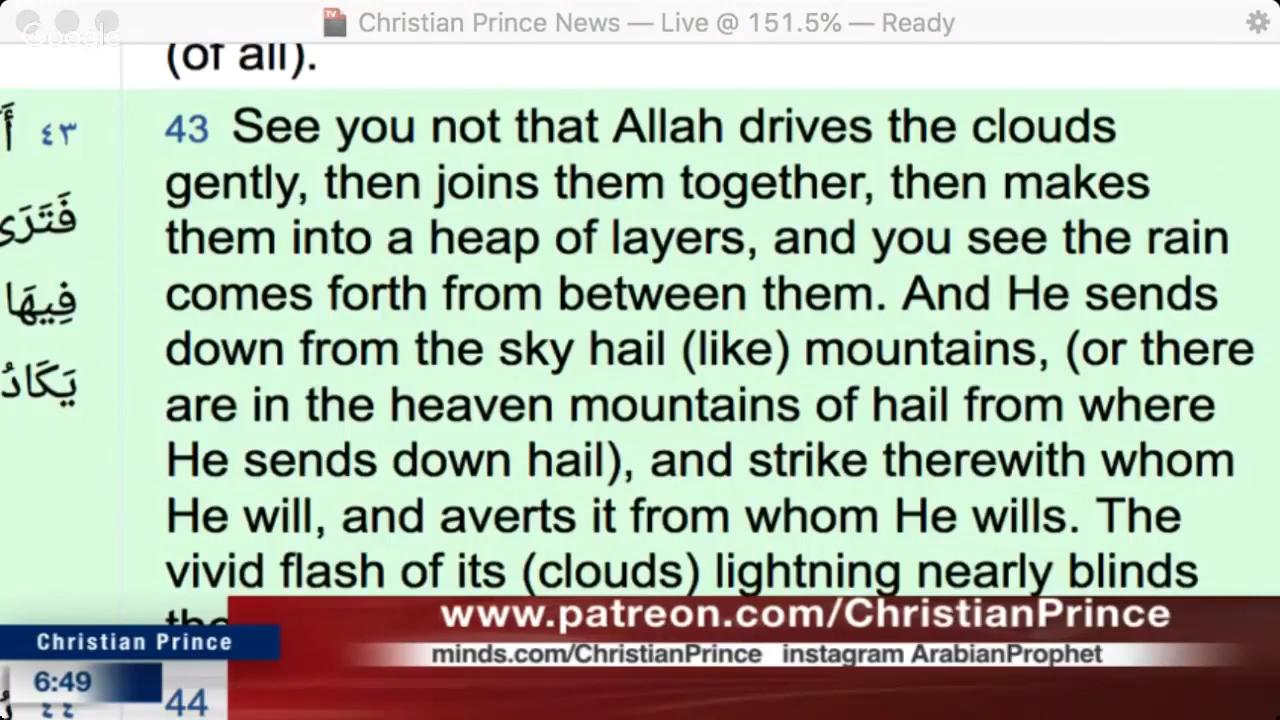 Christian Prince News — Live @ 151.5% — Ready
Google
(of all).
٤٣
43 See you not that Allah drives the clouds
gently, then joins them together, then makes
them into a heap of layers, and you see the rain
comes forth from between them. And He sends
down from the sky hail (like) mountains, (or there
are in the heaven mountains of hail from where
He sends down hail), and strike therewith whom
He will, and averts it from whom He wills. The
vivid flash of its (clouds) lightning nearly blinds
فَتَرَى
فِيهَا
يَكَادُ
www.patreon.com/ChristianPrince
Christian Prince
minds.com/ChristianPrince instagram ArabianProphet
6:49
٤٤
44